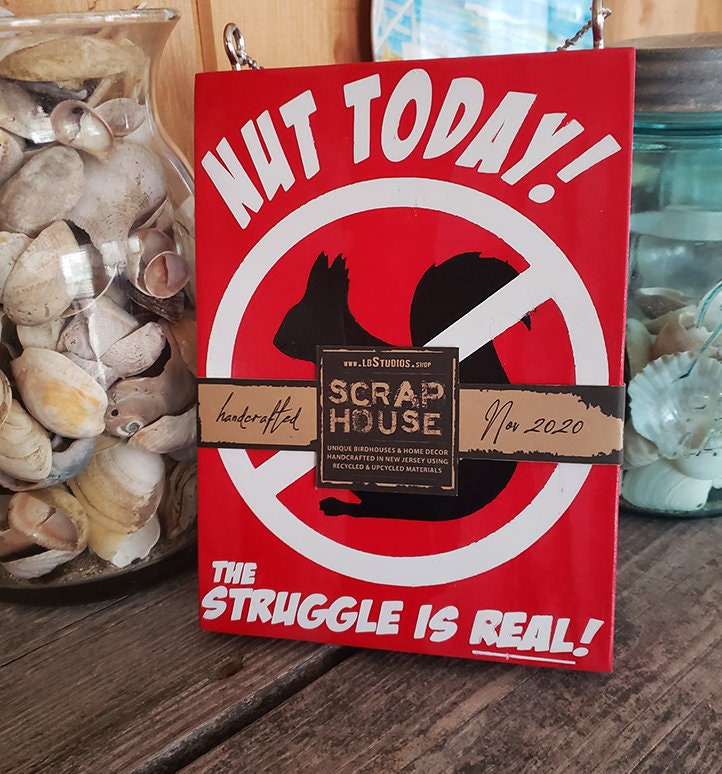 NUT TODAY!
www.LBStudios.shop
handcrafted
SCRAP
HOUSE
Nov 2020
UNIQUE BIRDHOUSES & HOME DECOR
HANDCRAFTED IN NEW JERSEY USING
RECYCLED & UPCYCLED MATERIALS
THE
STRUGGLE IS REAL!